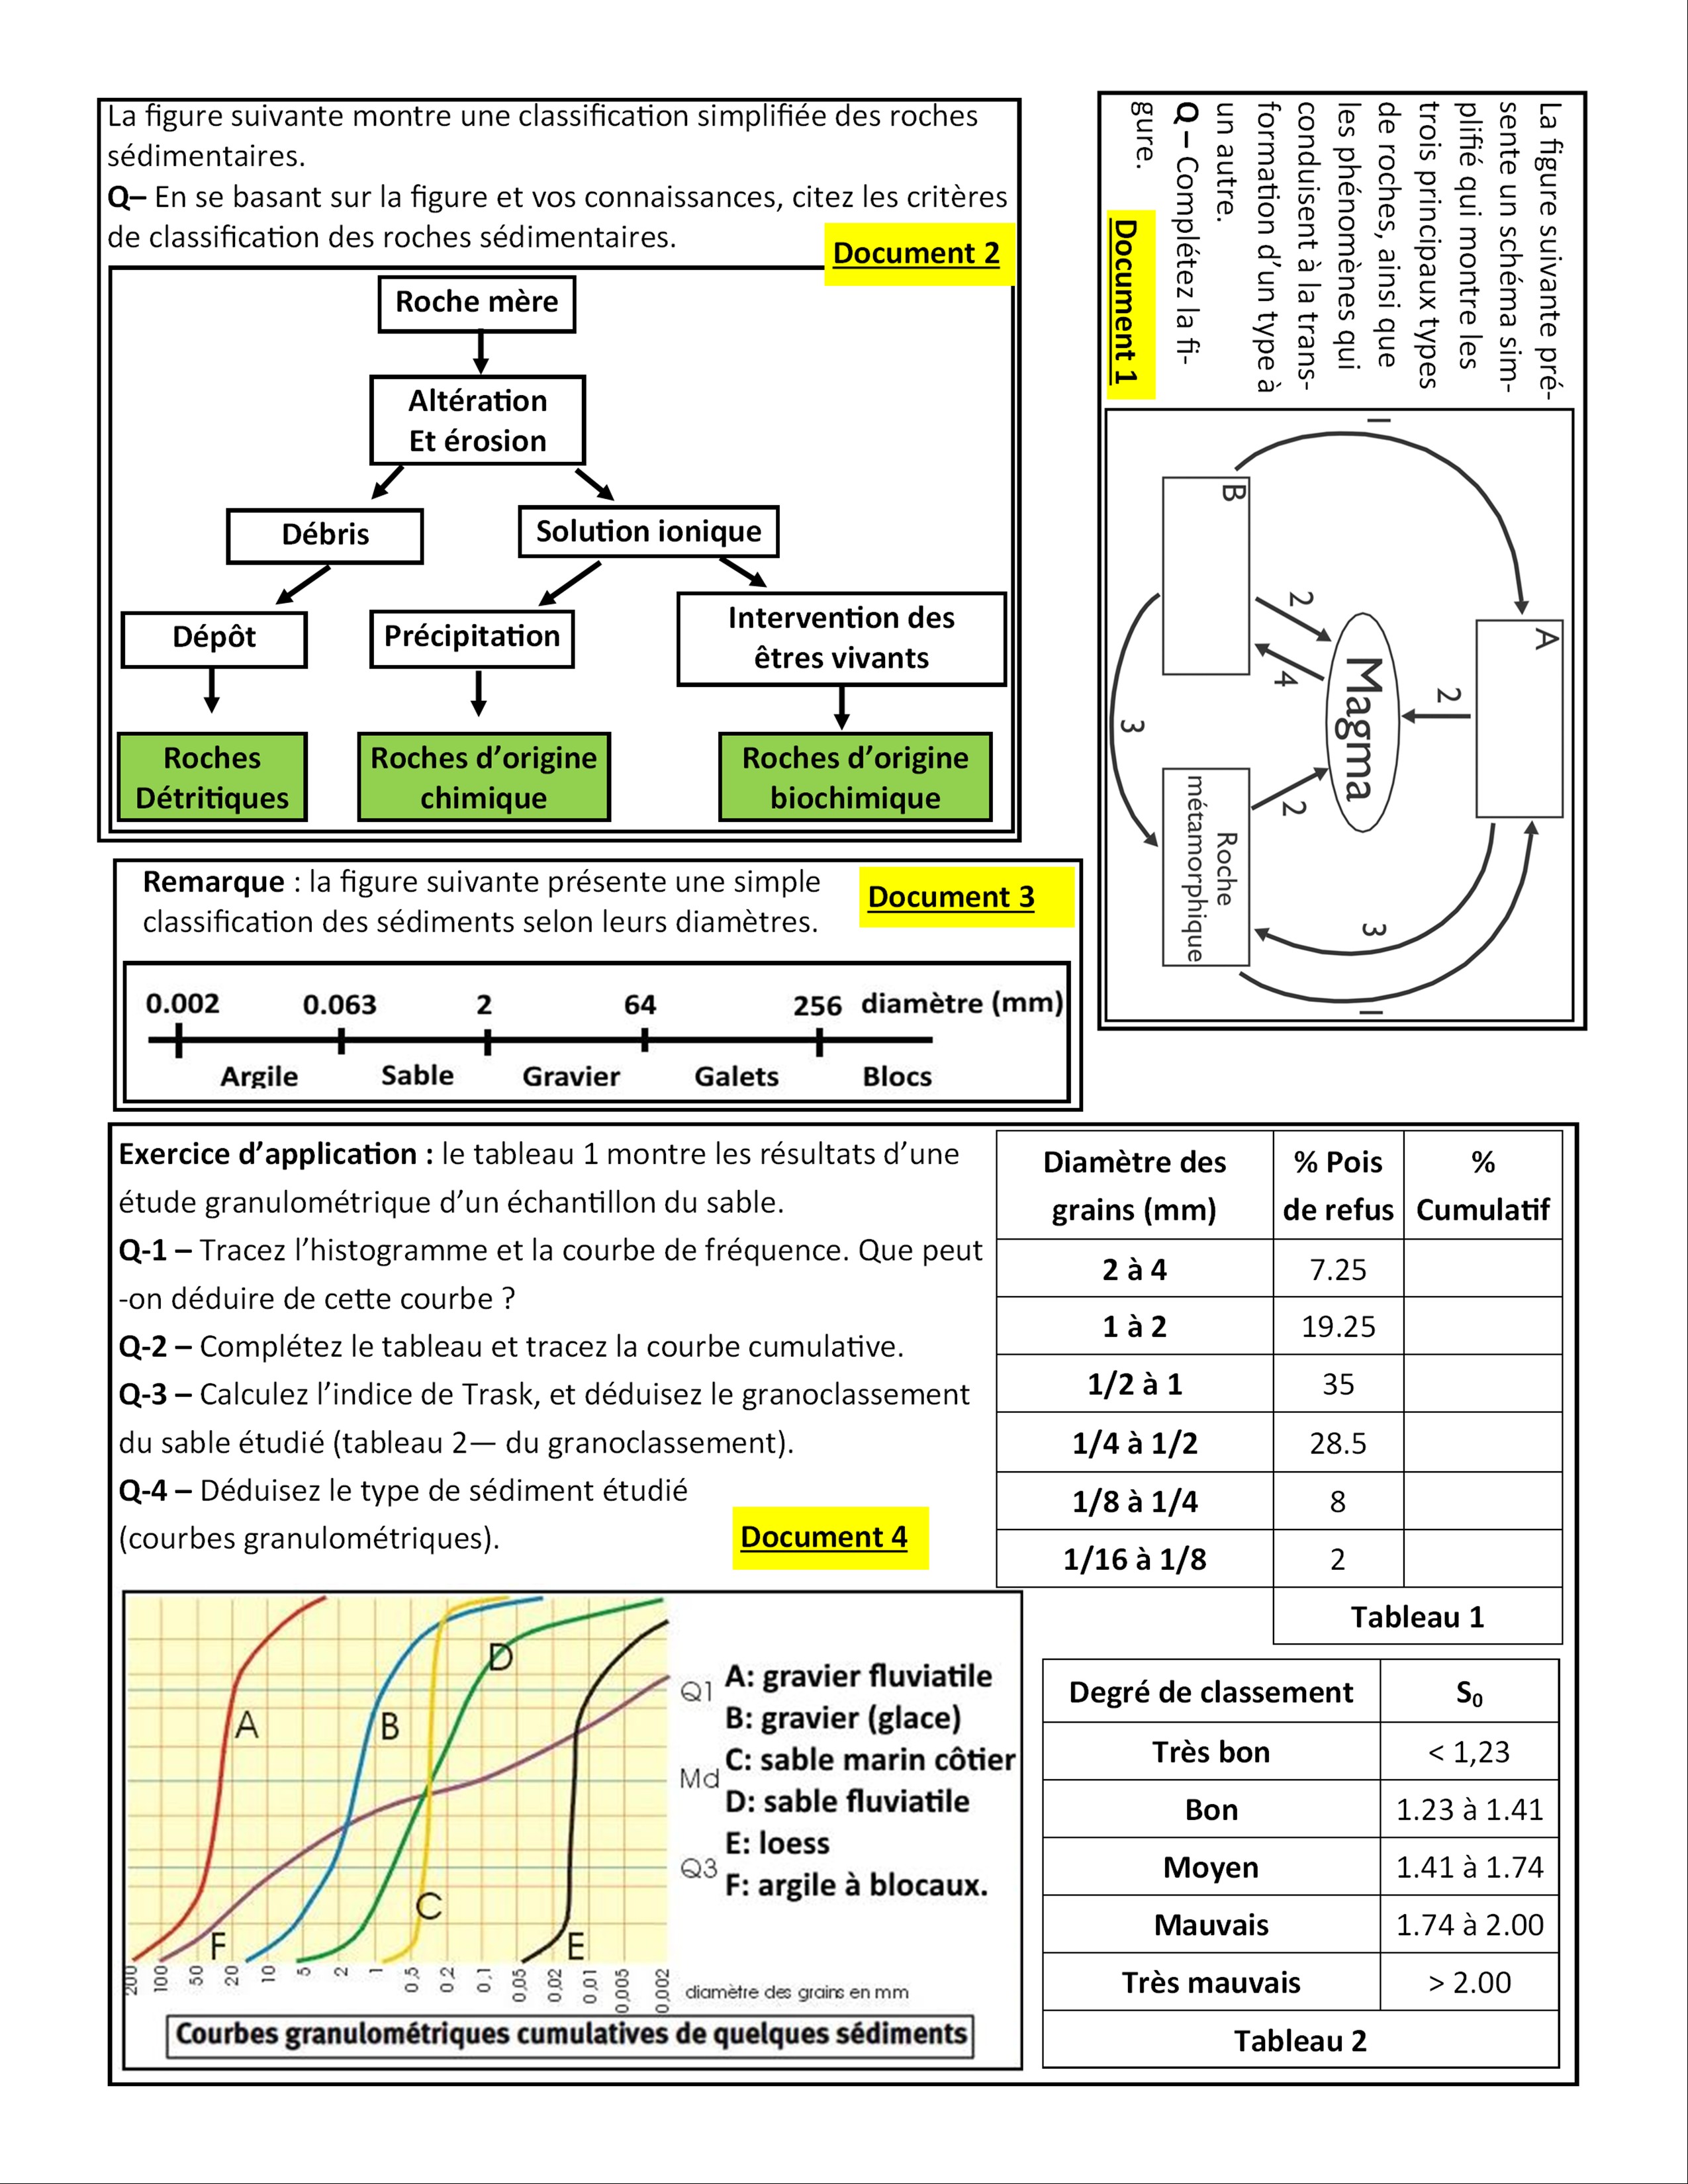 La figure suivante montre une classification simplifiée des roches
sédimentaires.
Q– En se basant sur la figure et vos connaissances, citez les critères
de classification des roches sédimentaires.
Document 2
Roche mère
Altération
Et érosion
Débris
Solution ionique
Dépôt
Précipitation
Intervention des
êtres vivants
Roches
Détritiques
Roches d’origine
chimique
Roches d’origine
biochimique
La figure suivante pré-
sente un schéma sim-
plifié qui montre les
trois principaux types
de roches, ainsi que
les phénomènes qui
conduisent à la trans-
formation d’un type à
un autre.
Q – Complétez la fi-
gure.
Document 1
A
B
Magma
Roche
métamorphique
1
2
2
4
3
2
3
1
Remarque : la figure suivante présente une simple
classification des sédiments selon leurs diamètres.
Document 3
0.002 0.063 2 64 256 diamètre (mm)
Argile Sable Gravier Galets Blocs
Exercice d’application : le tableau 1 montre les résultats d’une
étude granulométrique d’un échantillon du sable.
Q-1 – Tracez l’histogramme et la courbe de fréquence. Que peut
-on déduire de cette courbe ?
Q-2 – Complétez le tableau et tracez la courbe cumulative.
Q-3 – Calculez l’indice de Trask, et déduisez le granoclassement
du sable étudié (tableau 2— du granoclassement).
Q-4 – Déduisez le type de sédiment étudié
(courbes granulométriques).
Document 4
Diamètre des
grains (mm)
% Pois
de refus
%
Cumulatif
2 à 4 7.25
1 à 2 19.25
1/2 à 1 35
1/4 à 1/2 28.5
1/8 à 1/4 8
1/16 à 1/8 2
Tableau 1
A
B
C
D
E
F
Q1
Md
Q3
A: gravier fluviatile
B: gravier (glace)
C: sable marin côtier
D: sable fluviatile
E: loess
F: argile à blocaux.
200 100 50 20 10 5 2 1 0,5 0,2 0,1 0,05 0,02 0,01 0,005 0,002 diamètre des grains en mm
Courbes granulométriques cumulatives de quelques sédiments
Degré de classement S₀
Très bon < 1,23
Bon 1.23 à 1.41
Moyen 1.41 à 1.74
Mauvais 1.74 à 2.00
Très mauvais > 2.00
Tableau 2